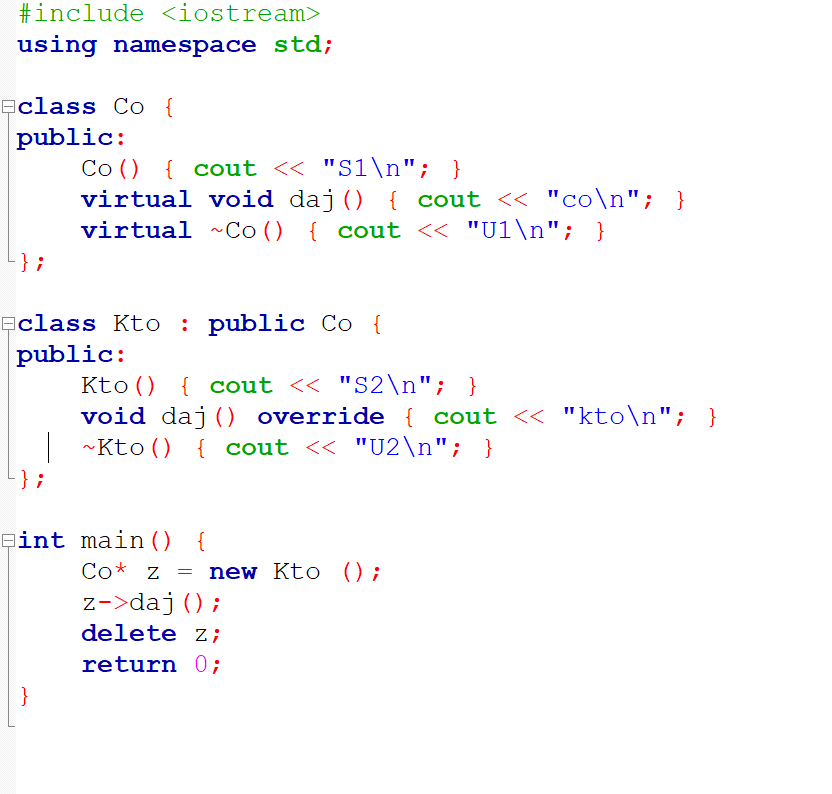 #include <iostream>
using namespace std;
class Co {
public:
    Co() { cout << "S1\n"; }
    virtual void daj() { cout << "co\n"; }
    virtual ~Co() { cout << "U1\n"; }
};
class Kto : public Co {
public:
    Kto() { cout << "S2\n"; }
    void daj() override { cout << "kto\n"; }
    ~Kto() { cout << "U2\n"; }
};
int main() {
    Co* z = new Kto ();
    z->daj();
    delete z;
    return 0;
}